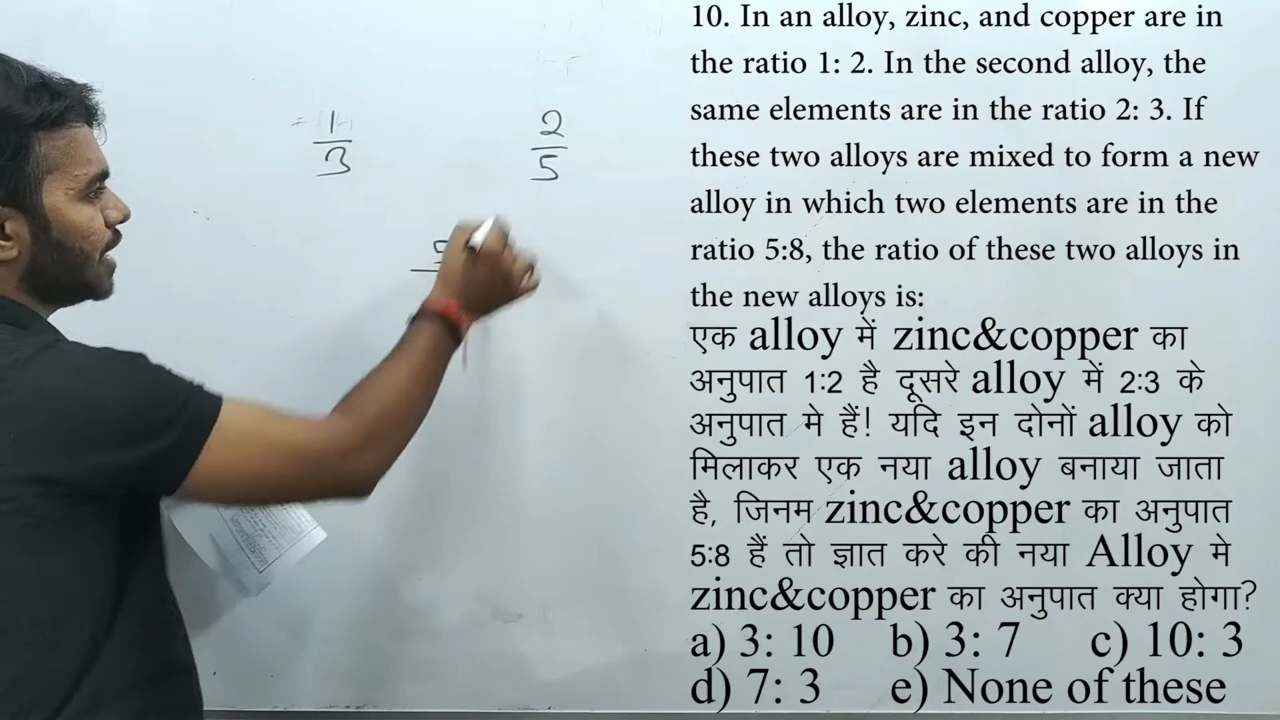 1
3
2
5
5
10. In an alloy, zinc, and copper are in
the ratio 1: 2. In the second alloy, the
same elements are in the ratio 2: 3. If
these two alloys are mixed to form a new
alloy in which two elements are in the
ratio 5:8, the ratio of these two alloys in
the new alloys is:
एक alloy में zinc&copper का
अनुपात 1:2 है दूसरे alloy में 2:3 के
अनुपात मे हैं! यदि इन दोनों alloy को
मिलाकर एक नया alloy बनाया जाता
है, जिनम zinc&copper का अनुपात
5:8 हैं तो ज्ञात करे की नया Alloy मे
zinc&copper का अनुपात क्या होगा?
a) 3: 10 b) 3: 7 c) 10: 3
d) 7: 3 e) None of these